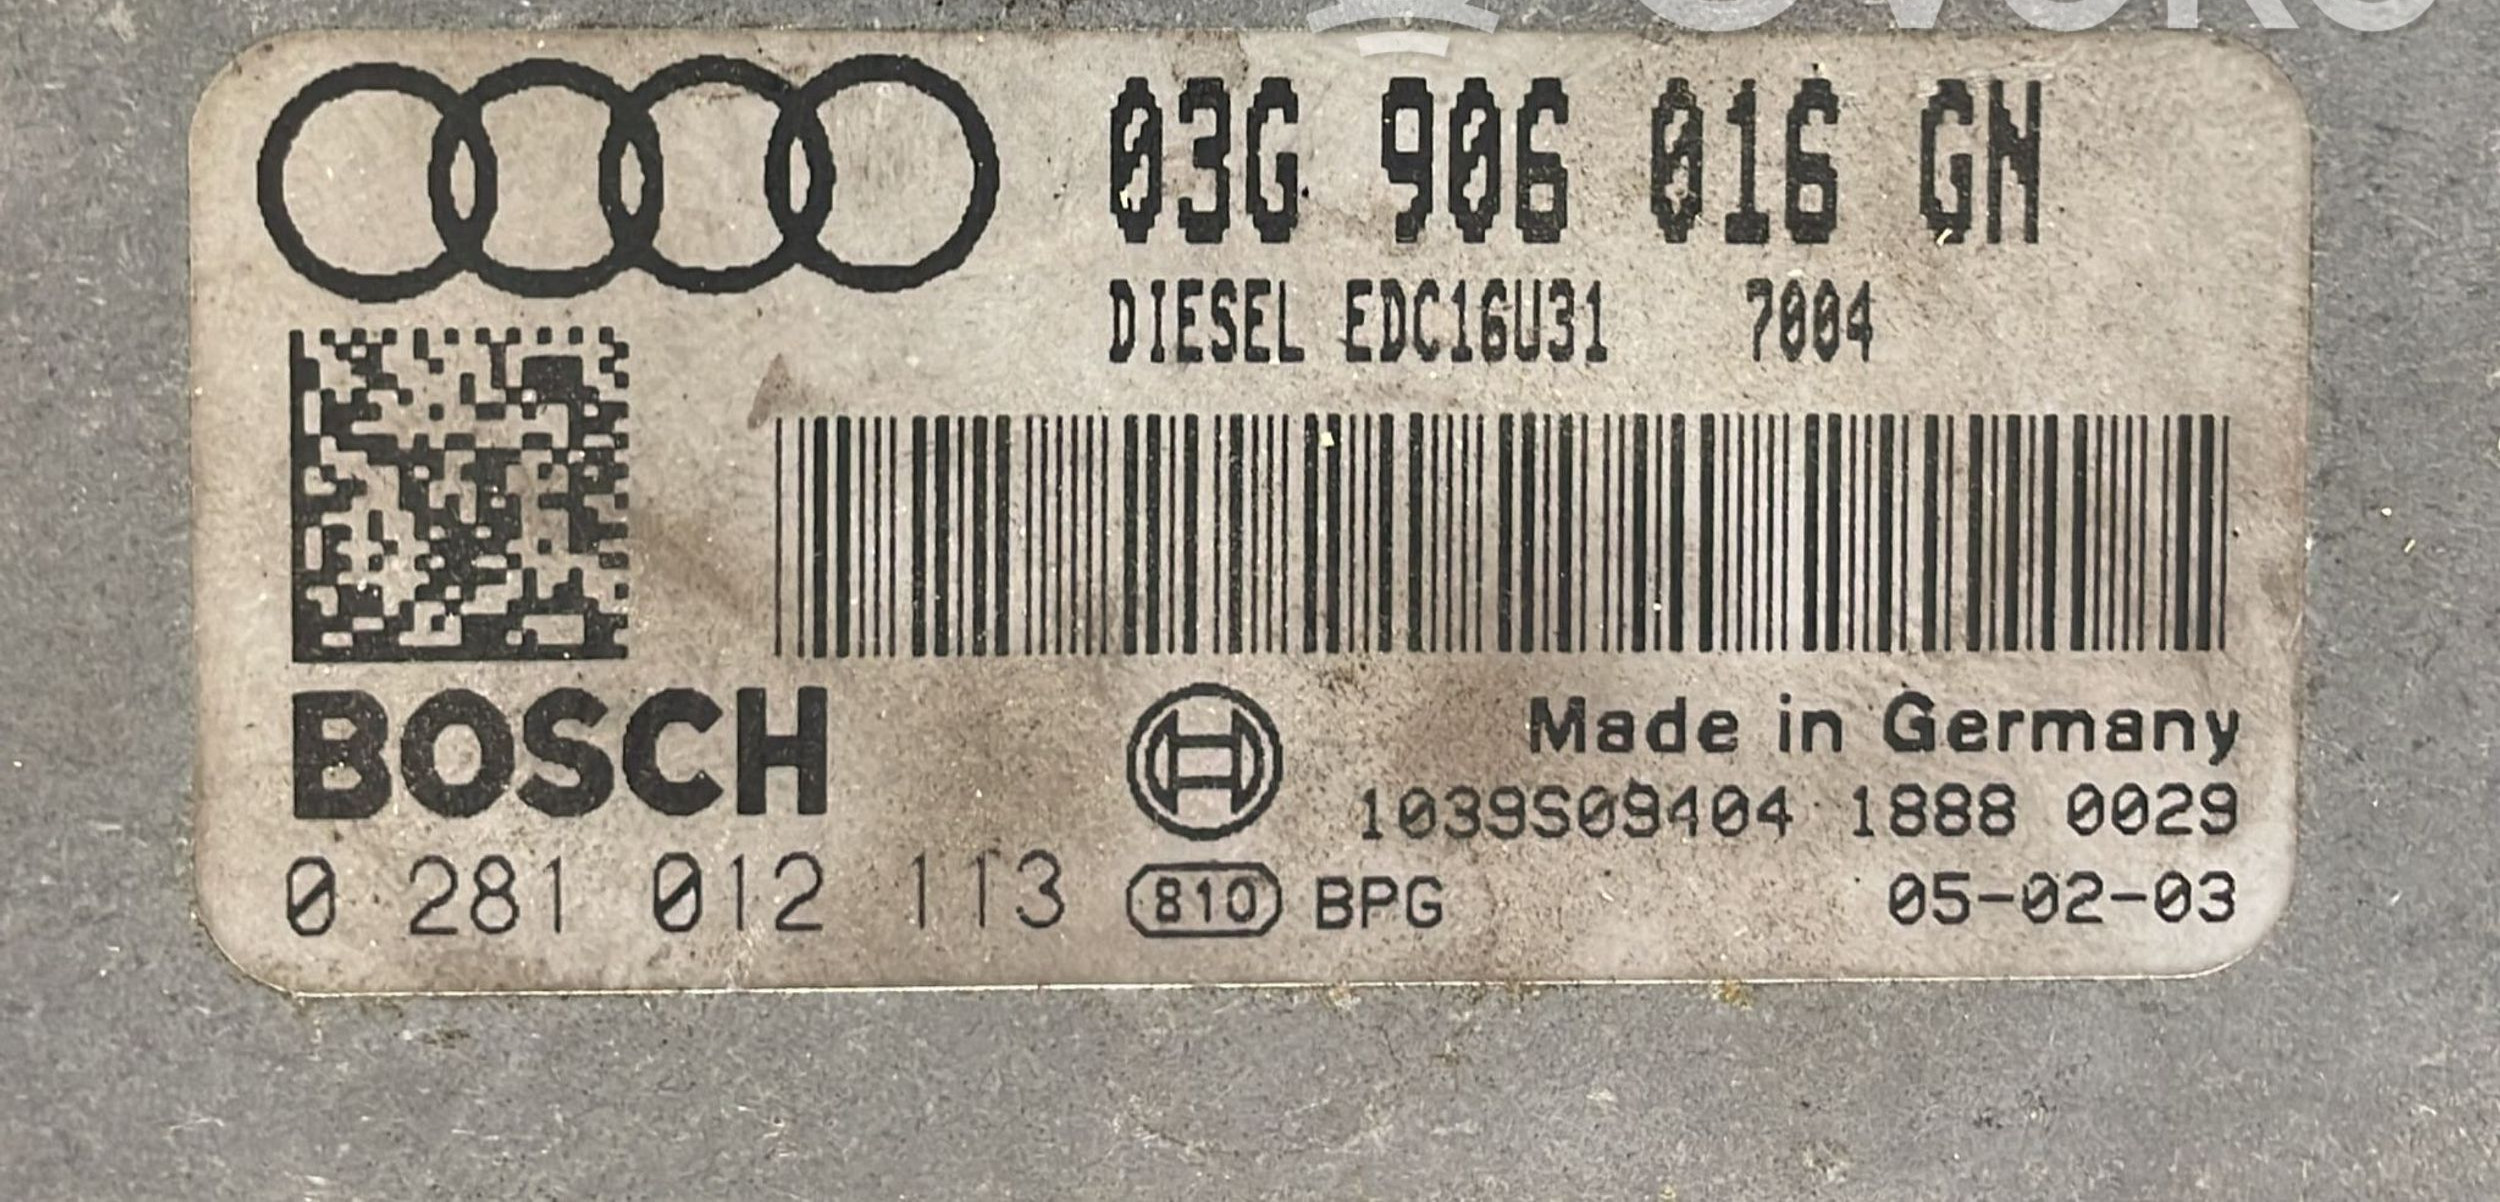 03G 906 016 GN
DIESEL EDC16U31 7004
BOSCH
Made in Germany
1039S09404 1888 0029
0 281 012 113 810 BPG 05-02-03